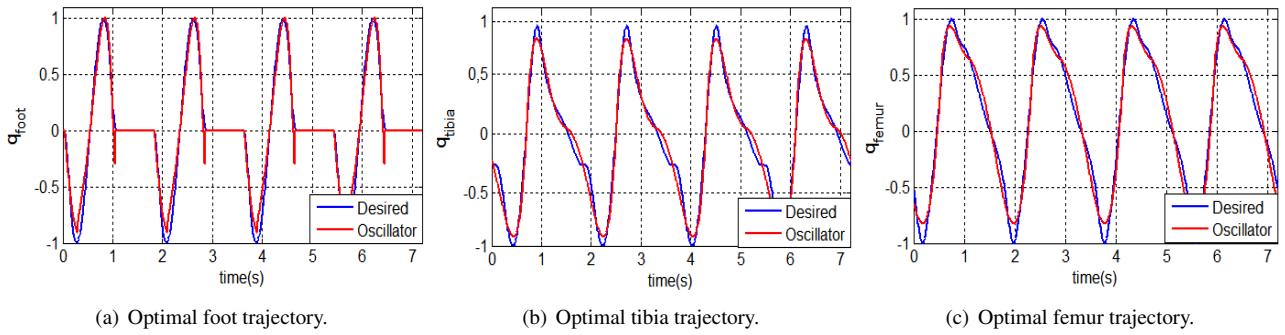 1
0.5
0
-0.5
-1
q_foot
0 1 2 3 4 5 6 7
time(s)
Desired
Oscillator
(a) Optimal foot trajectory.
1
,5
0
-0.5
-1
q_tibia
0 1 2 3 4 5 6 7
time(s)
Desired
Oscillator
(b) Optimal tibia trajectory.
1
0.5
0
-0.5
-1
q_femur
0 1 2 3 4 5 6 7
time(s)
Desired
Oscillator
(c) Optimal femur trajectory.